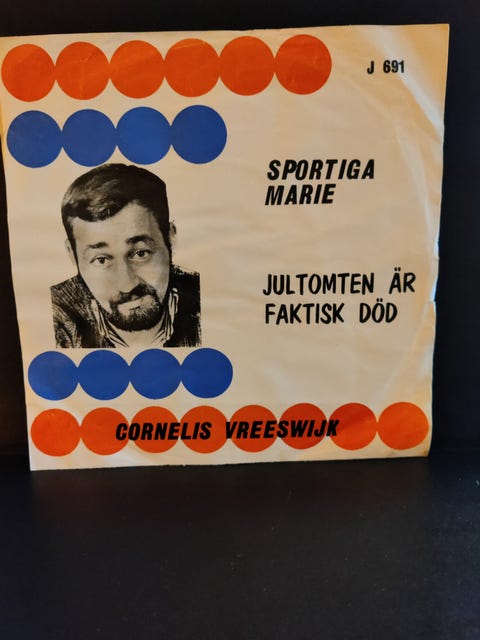 J 691
SPORTIGA
MARIE
JULTOMTEN ÄR
FAKTISK DÖD
CORNELIS VREESWIJK